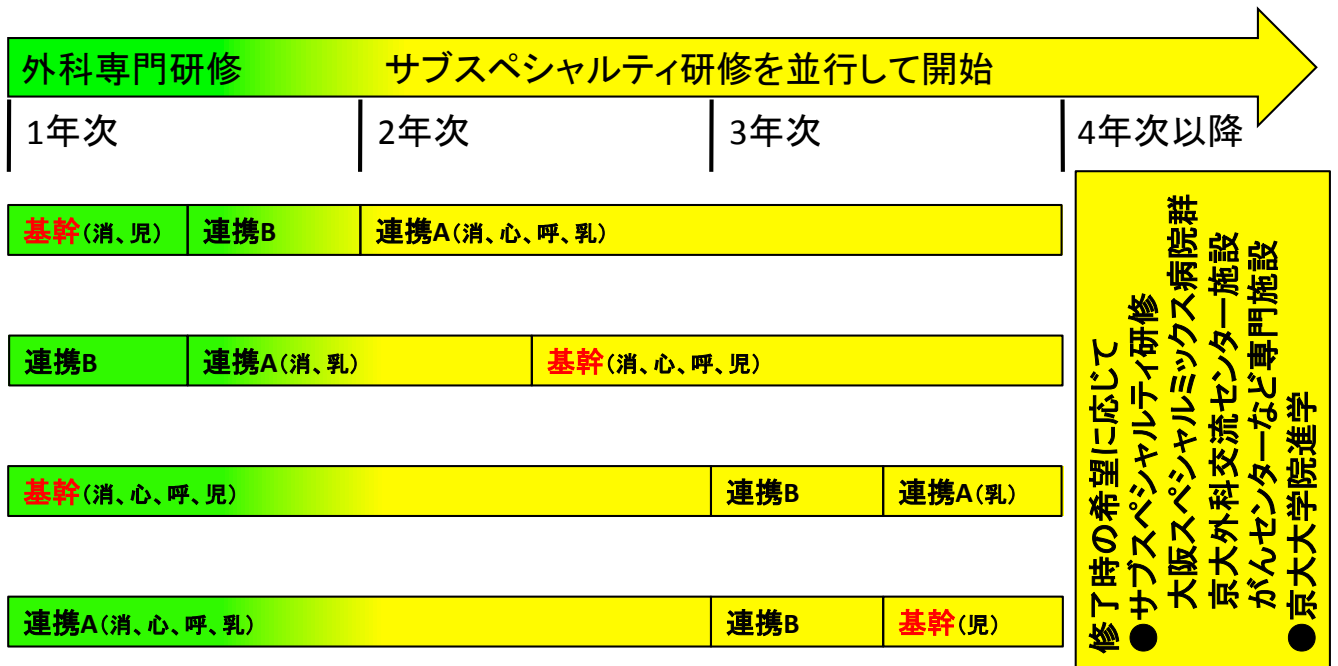 外科専門研修 サブスペシャルティ研修を並行して開始
1年次 2年次 3年次 4年次以降
基幹(消、児) 連携B 連携A(消、心、呼、乳)
連携B 連携A(消、乳) 基幹(消、心、呼、児)
基幹(消、心、呼、児) 連携B 連携A(乳)
連携A(消、心、呼、乳) 連携B 基幹(児)
修了時の希望に応じて
●サブスペシャルティ研修
大阪スペシャルミックス病院群
京大外科交流センター施設
がんセンターなど専門施設
●京大大学院進学